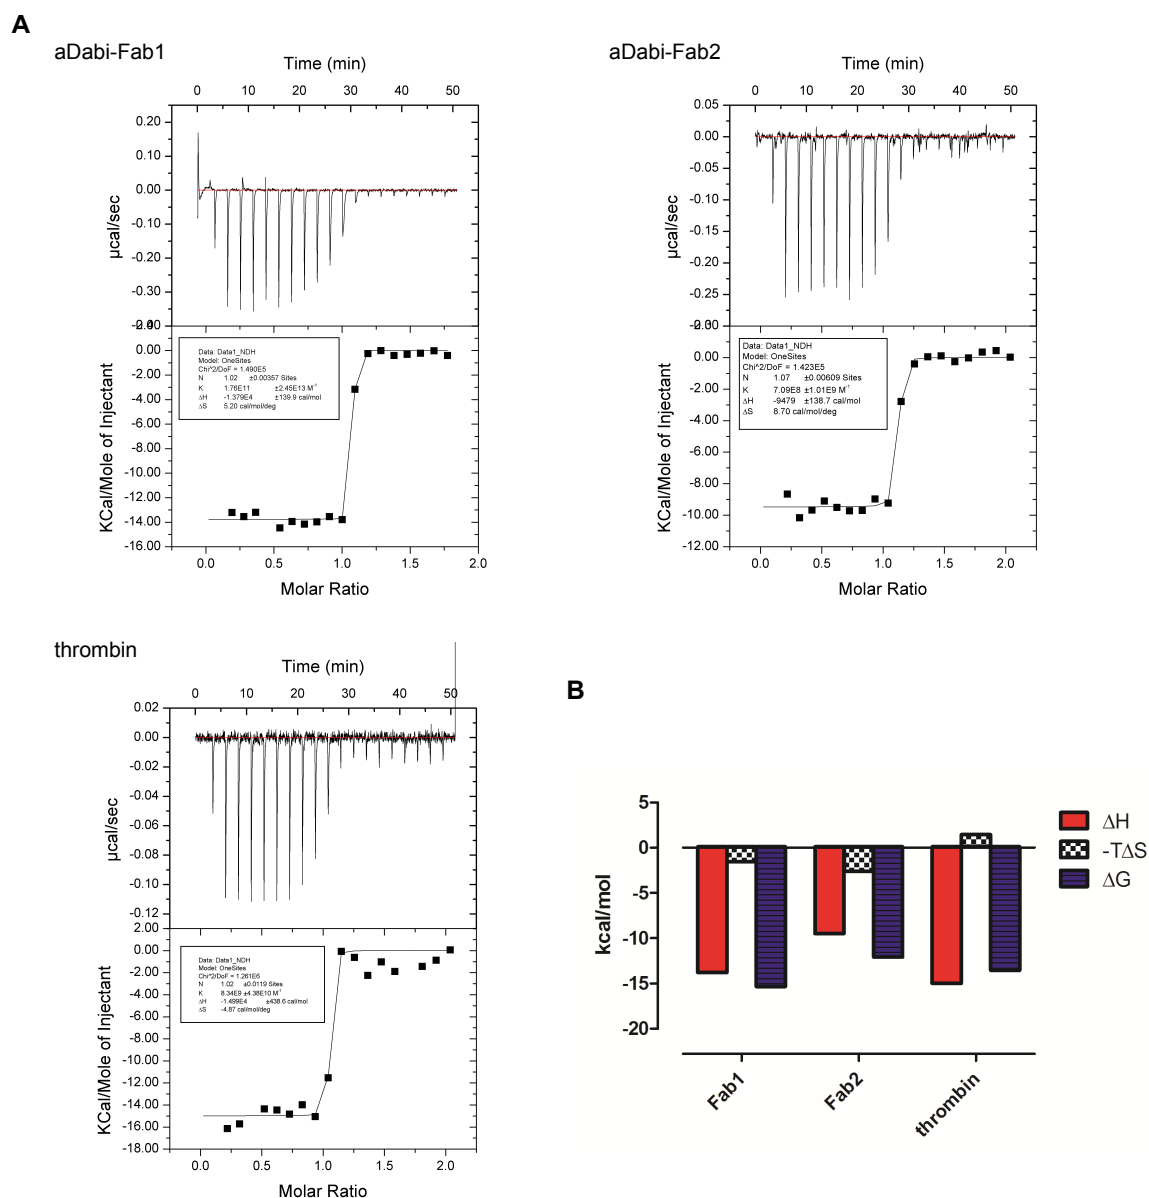 A
aDabi-Fab1
Time (min)
0 10 20 30 40 50
0.20
0.10
0.00
-0.10
-0.20
-0.30
µcal/sec
0.00
-2.00
-4.00
-6.00
-8.00
-10.00
-12.00
-14.00
-16.00
KCal/Mole of Injectant
Data: Data1_NDH
Model: OneSites
Chi^2/DoF = 1.490E5
N 1.02 ±0.00357 Sites
K 1.76E11 ±2.45E13 M⁻¹
ΔH -1.379E4 ±139.9 cal/mol
ΔS 5.20 cal/mol/deg
0.0 0.5 1.0 1.5 2.0
Molar Ratio
aDabi-Fab2
Time (min)
0 10 20 30 40 50
0.05
0.00
-0.05
-0.10
-0.15
-0.20
-0.25
µcal/sec
0.00
-2.00
-4.00
-6.00
-8.00
-10.00
-12.00
KCal/Mole of Injectant
Data: Data1_NDH
Model: OneSites
Chi^2/DoF = 1.423E5
N 1.07 ±0.00609 Sites
K 7.09E8 ±1.01E9 M⁻¹
ΔH -9479 ±138.7 cal/mol
ΔS 8.70 cal/mol/deg
0.0 0.5 1.0 1.5 2.0
Molar Ratio
thrombin
Time (min)
0 10 20 30 40 50
0.02
0.00
-0.02
-0.04
-0.06
-0.08
-0.10
-0.12
µcal/sec
2.00
0.00
-2.00
-4.00
-6.00
-8.00
-10.00
-12.00
-14.00
-16.00
-18.00
KCal/Mole of Injectant
Data: Data1_NDH
Model: OneSites
Chi^2/DoF = 1.261E6
N 1.02 ±0.0119 Sites
K 8.34E9 ±4.38E10 M⁻¹
ΔH -1.499E4 ±438.6 cal/mol
ΔS -4.87 cal/mol/deg
0.0 0.5 1.0 1.5 2.0
Molar Ratio
B
5
0
-5
-10
-15
-20
kcal/mol
Fab1
Fab2
thrombin
ΔH
-TΔS
ΔG